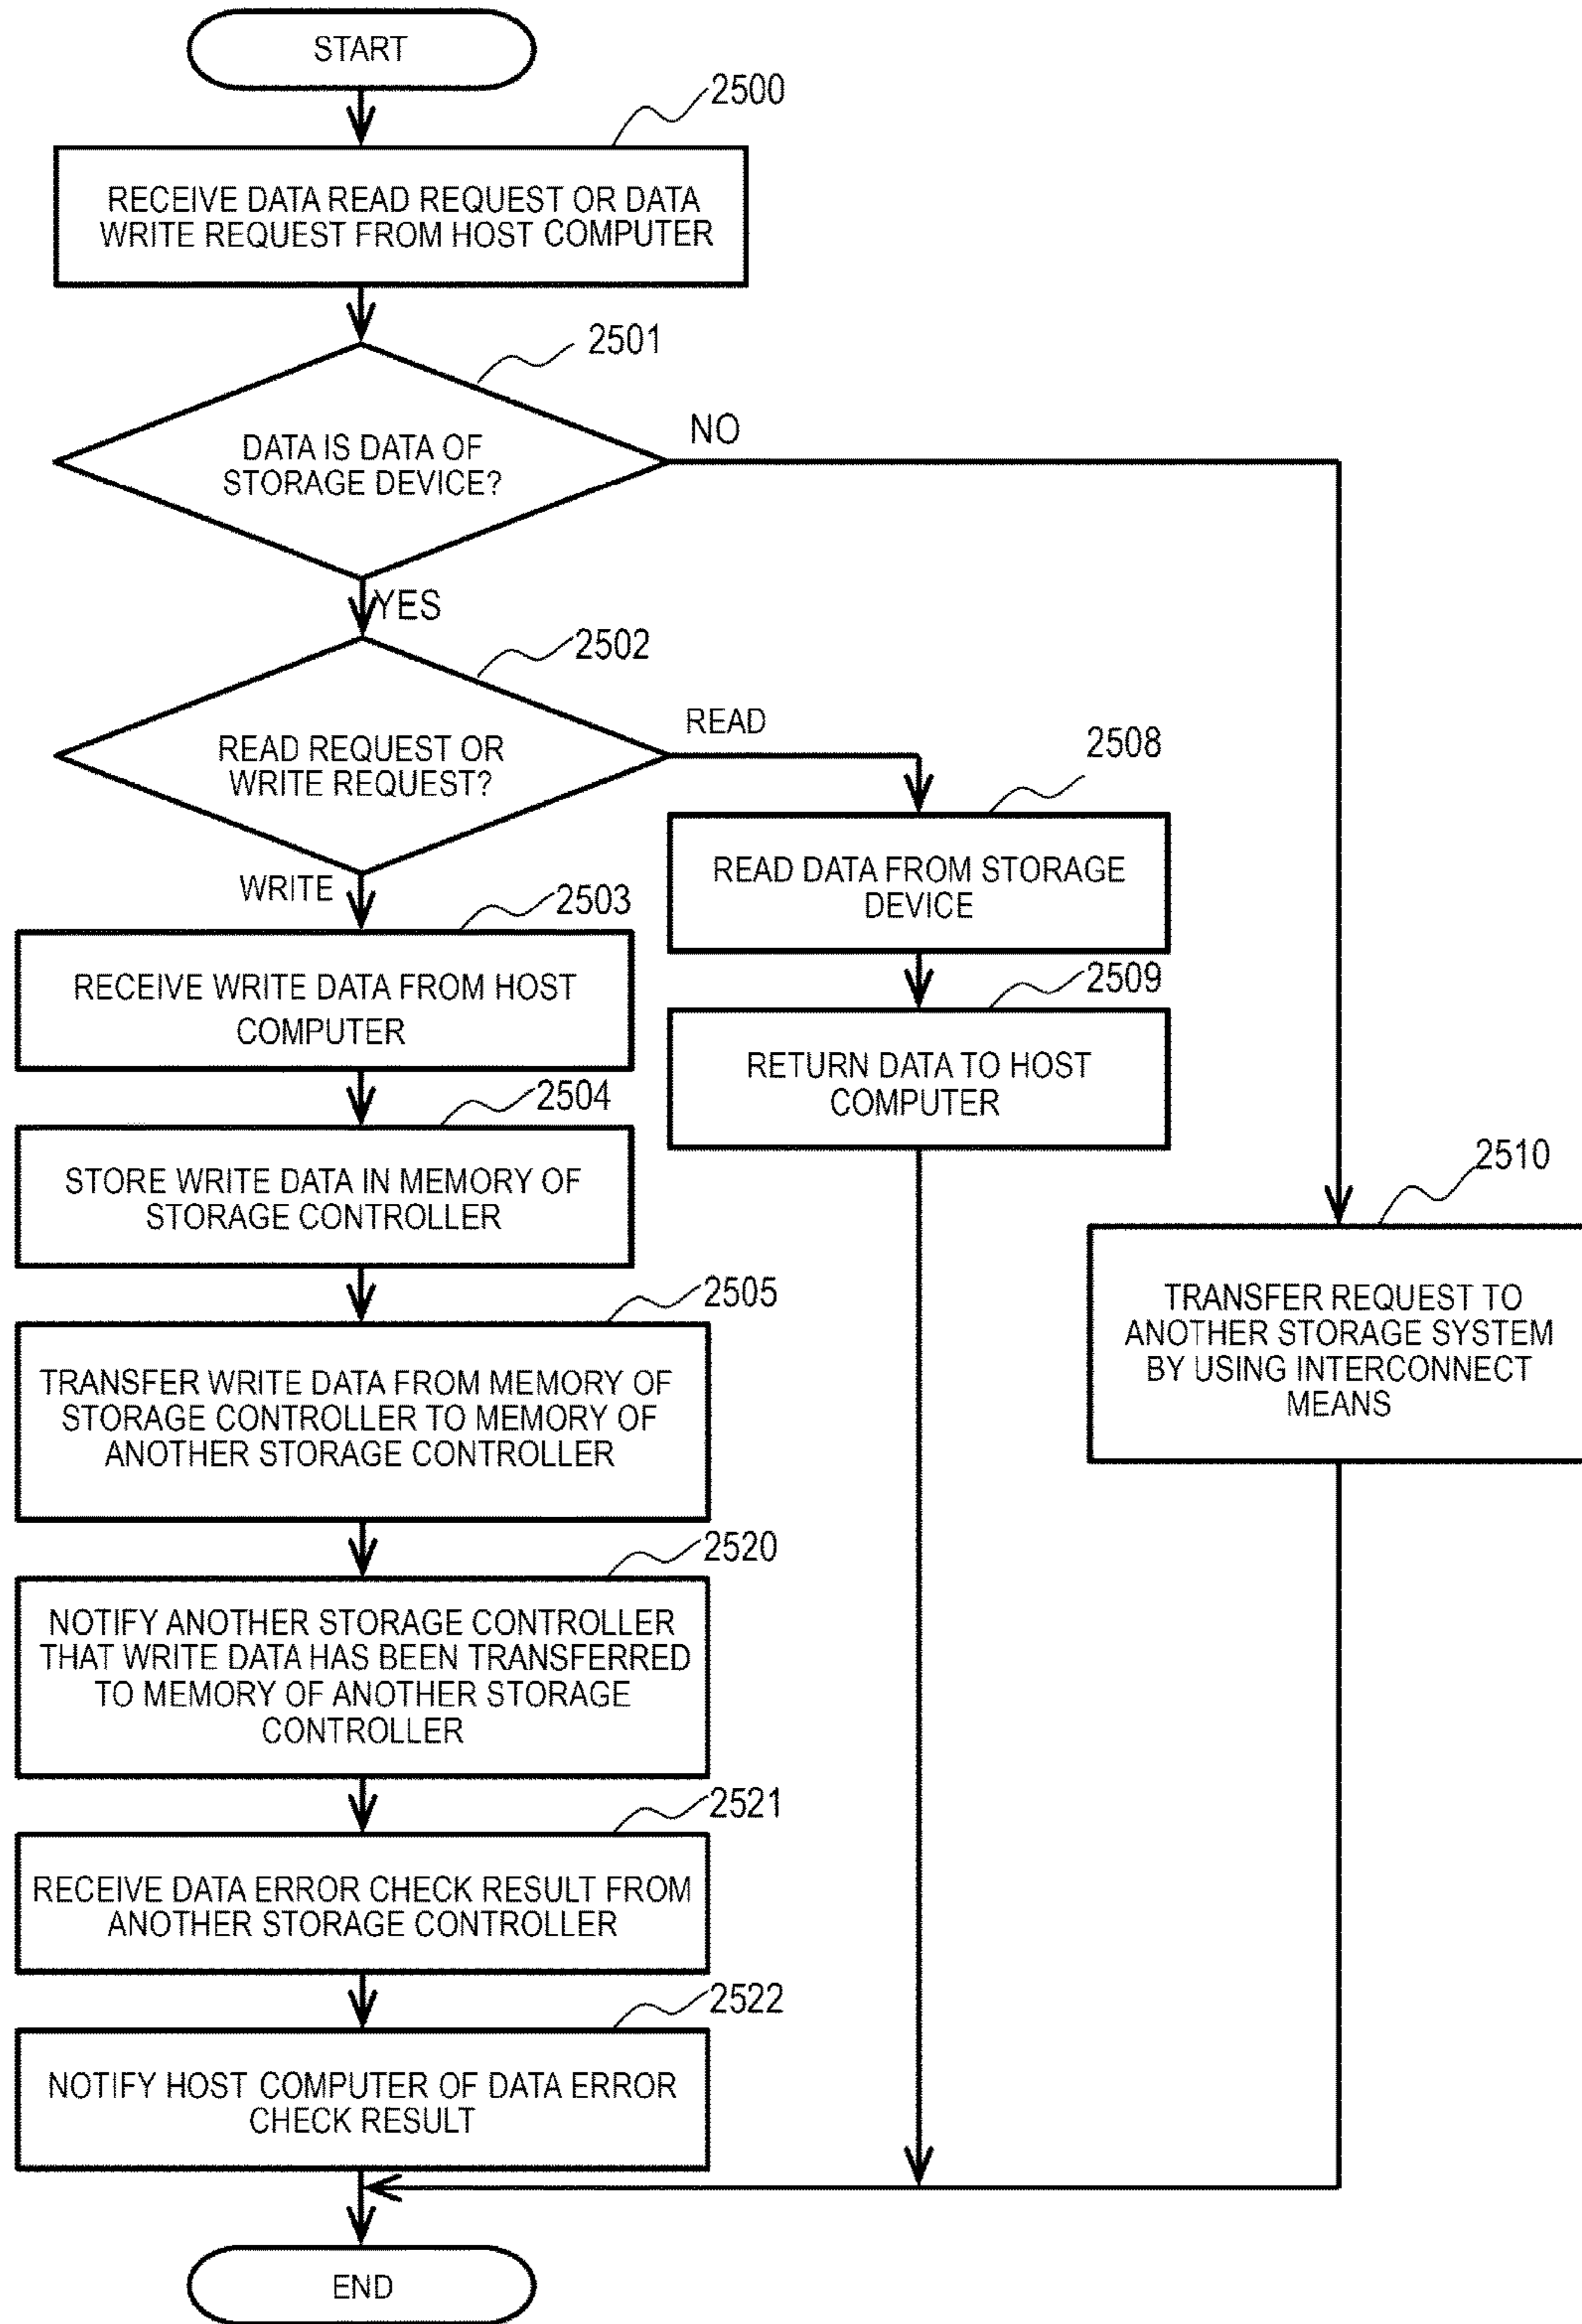 START
2500
RECEIVE DATA READ REQUEST OR DATA
WRITE REQUEST FROM HOST COMPUTER
2501
DATA IS DATA OF
STORAGE DEVICE?
NO
YES
2502
READ REQUEST OR
WRITE REQUEST?
READ
2508
READ DATA FROM STORAGE
DEVICE
WRITE
2503
RECEIVE WRITE DATA FROM HOST
COMPUTER
2509
RETURN DATA TO HOST
COMPUTER
2504
STORE WRITE DATA IN MEMORY OF
STORAGE CONTROLLER
2510
TRANSFER REQUEST TO
ANOTHER STORAGE SYSTEM
BY USING INTERCONNECT
MEANS
2505
TRANSFER WRITE DATA FROM MEMORY OF
STORAGE CONTROLLER TO MEMORY OF
ANOTHER STORAGE CONTROLLER
2520
NOTIFY ANOTHER STORAGE CONTROLLER
THAT WRITE DATA HAS BEEN TRANSFERRED
TO MEMORY OF ANOTHER STORAGE
CONTROLLER
2521
RECEIVE DATA ERROR CHECK RESULT FROM
ANOTHER STORAGE CONTROLLER
2522
NOTIFY HOST COMPUTER OF DATA ERROR
CHECK RESULT
END